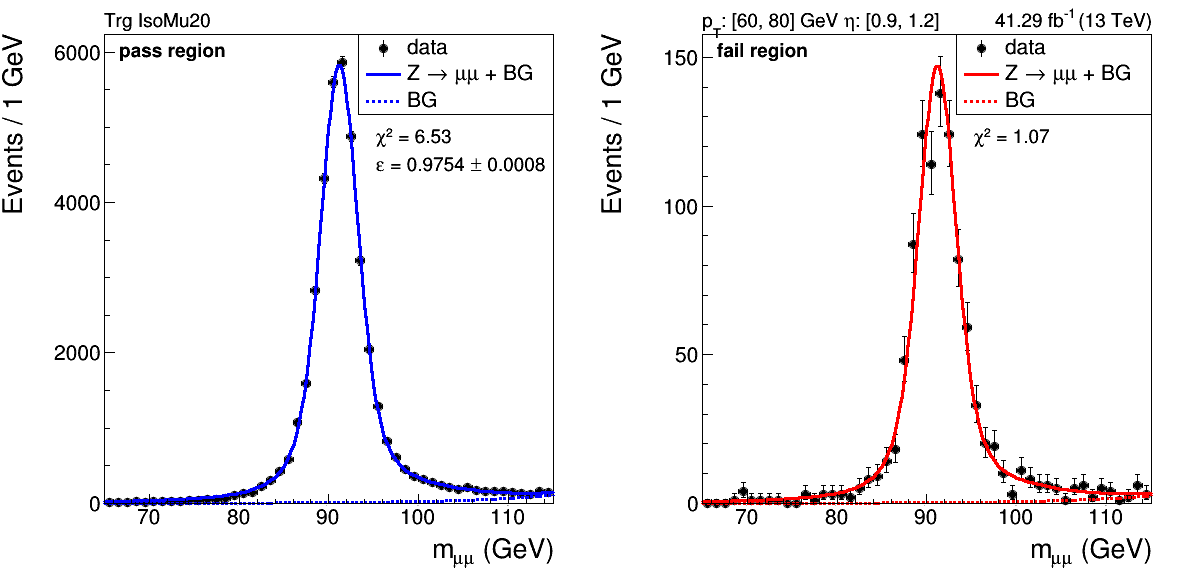 Trg IsoMu20
pass region
data
Z → μμ + BG
BG
χ² = 6.53
ε = 0.9754 ± 0.0008
Events / 1 GeV
6000
4000
2000
0
70 80 90 100 110
m_μμ (GeV)
p_T: [60, 80] GeV η: [0.9, 1.2] 41.29 fb⁻¹ (13 TeV)
fail region
data
Z → μμ + BG
BG
χ² = 1.07
Events / 1 GeV
150
100
50
0
70 80 90 100 110
m_μμ (GeV)